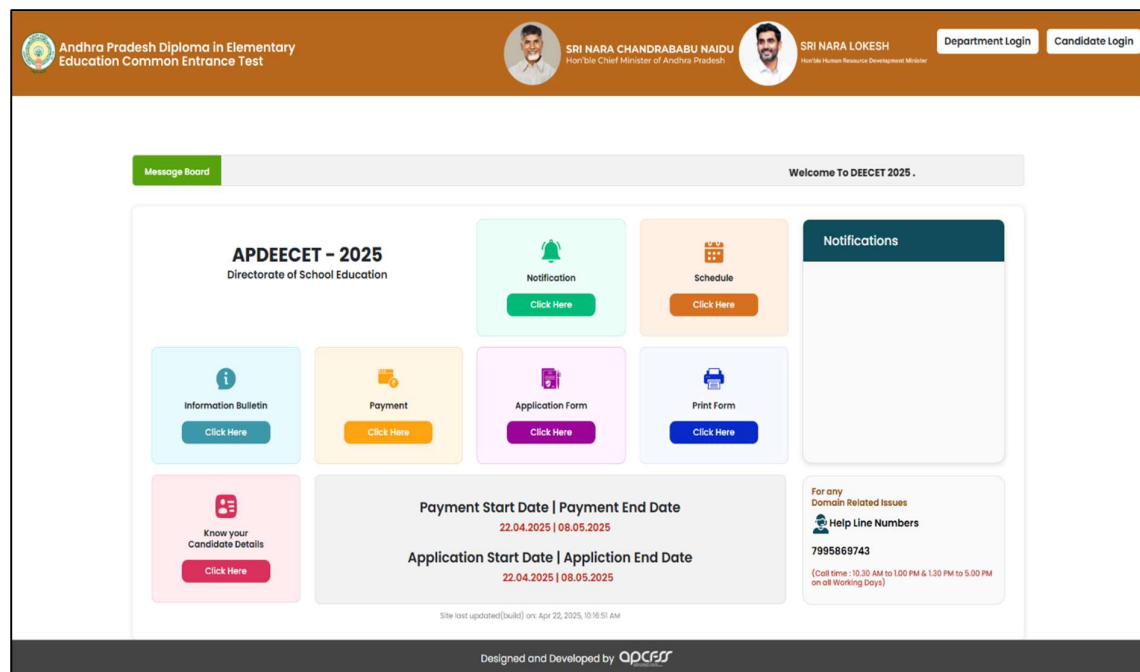 Andhra Pradesh Diploma in Elementary
Education Common Entrance Test
SRI NARA CHANDRABABU NAIDU
Hon'ble Chief Minister of Andhra Pradesh
SRI NARA LOKESH
Hon'ble Human Resource Development Minister
Department Login
Candidate Login
Message Board
Welcome To DEECET 2025 .
APDEECET - 2025
Directorate of School Education
Notification
Click Here
Schedule
Click Here
Notifications
Information Bulletin
Click Here
Payment
Click Here
Application Form
Click Here
Print Form
Click Here
Know your
Candidate Details
Click Here
Payment Start Date | Payment End Date
22.04.2025 | 08.05.2025
Application Start Date | Appliction End Date
22.04.2025 | 08.05.2025
For any
Domain Related Issues
Help Line Numbers
7995869743
(Call time : 10.30 AM to 1.00 PM & 1.30 PM to 5.00 PM
on all Working Days)
Site last updated(build) on: Apr 22, 2025, 10:16:51 AM
Designed and Developed by apcfss